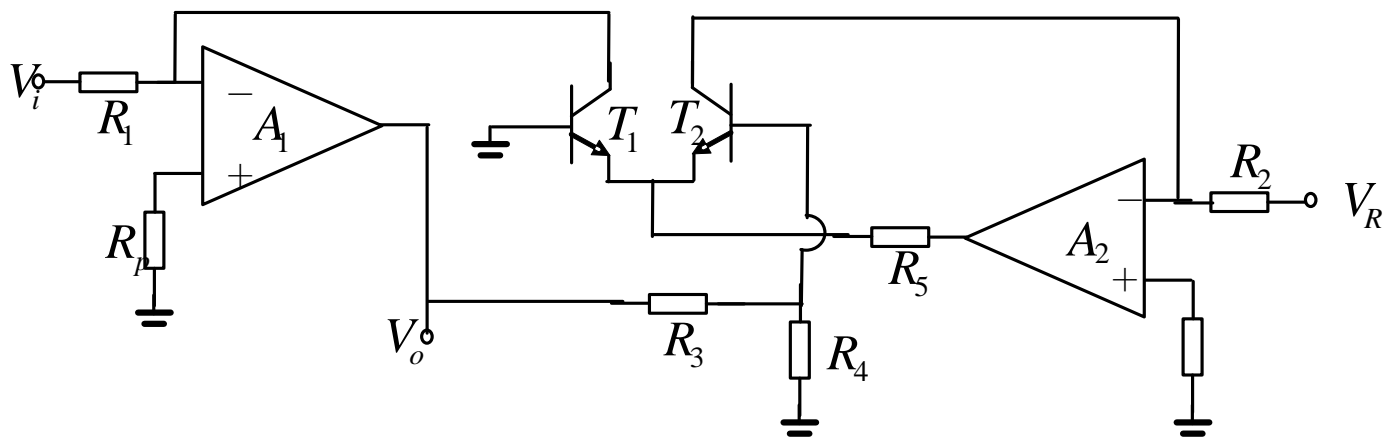 V_i
R_1
−
A_1
+
R_p
V_o
T_1
T_2
R_3
R_4
R_5
−
A_2
+
R_2
V_R